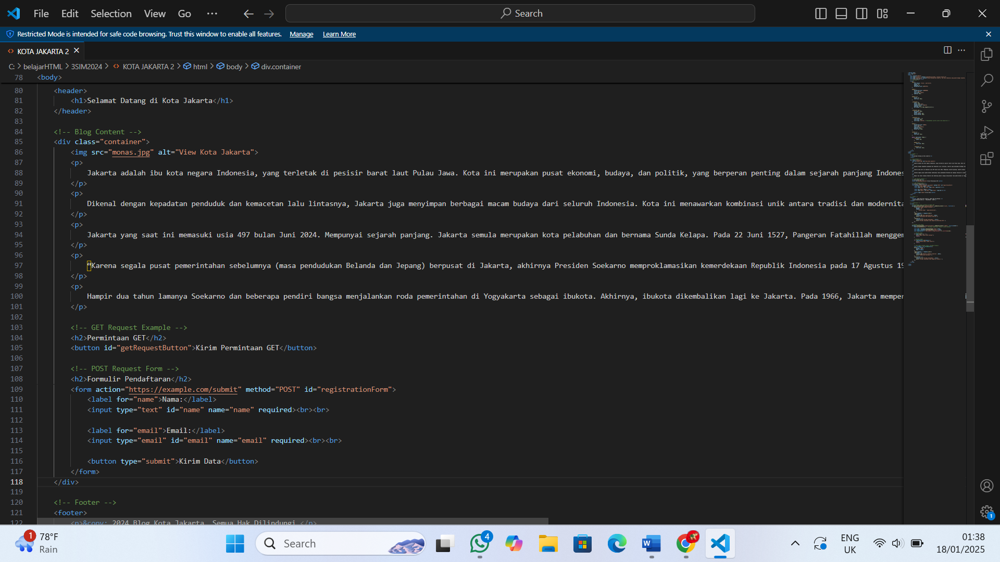 File Edit Selection View Go ··· Search
Restricted Mode is intended for safe code browsing. Trust this window to enable all features. Manage Learn More
KOTA JAKARTA 2
C: > belajarHTML > 3SIM2024 > KOTA JAKARTA 2 > html > body > div.container
78 <body>
80 <header>
81 <h1>Selamat Datang di Kota Jakarta</h1>
82 </header>
83
84 <!-- Blog Content -->
85 <div class="container">
86 <img src="monas.jpg" alt="View Kota Jakarta">
87 <p>
88 Jakarta adalah ibu kota negara Indonesia, yang terletak di pesisir barat laut Pulau Jawa. Kota ini merupakan pusat ekonomi, budaya, dan politik, yang berperan penting dalam sejarah panjang Indones
89 </p>
90 <p>
91 Dikenal dengan kepadatan penduduk dan kemacetan lalu lintasnya, Jakarta juga menyimpan berbagai macam budaya dari seluruh Indonesia. Kota ini menawarkan kombinasi unik antara tradisi dan modernita
92 </p>
93 <p>
94 Jakarta yang saat ini memasuki usia 497 bulan Juni 2024. Mempunyai sejarah panjang. Jakarta semula merupakan kota pelabuhan dan bernama Sunda Kelapa. Pada 22 Juni 1527, Pangeran Fatahillah menggem
95 </p>
96 <p>
97 “Karena segala pusat pemerintahan sebelumnya (masa pendudukan Belanda dan Jepang) berpusat di Jakarta, akhirnya Presiden Soekarno memproklamasikan kemerdekaan Republik Indonesia pada 17 Agustus 19
98 </p>
99 <p>
100 Hampir dua tahun lamanya Soekarno dan beberapa pendiri bangsa menjalankan roda pemerintahan di Yogyakarta sebagai ibukota. Akhirnya, ibukota dikembalikan lagi ke Jakarta. Pada 1966, Jakarta memper
101 </p>
102
103 <!-- GET Request Example -->
104 <h2>Permintaan GET</h2>
105 <button id="getRequestButton">Kirim Permintaan GET</button>
106
107 <!-- POST Request Form -->
108 <h2>Formulir Pendaftaran</h2>
109 <form action="https://example.com/submit" method="POST" id="registrationForm">
110 <label for="name">Nama:</label>
111 <input type="text" id="name" name="name" required><br><br>
112
113 <label for="email">Email:</label>
114 <input type="email" id="email" name="email" required><br><br>
115
116 <button type="submit">Kirim Data</button>
117 </form>
118 </div>
119
120 <!-- Footer -->
121 <footer>
122 <p>&copy; 2024 Blog Kota Jakarta. Semua Hak Dilindungi.</p>
1
1 78°F
Rain
Search
4
ENG
UK
01:38
18/01/2025